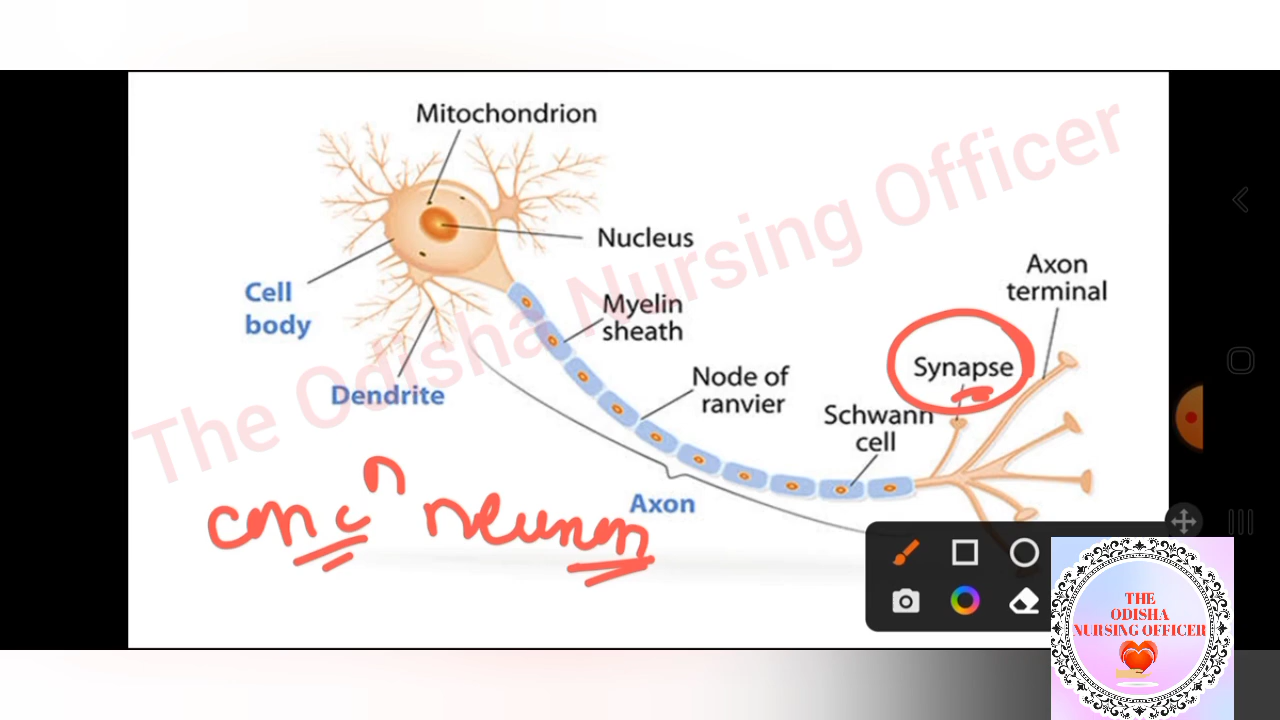 Mitochondrion
Nucleus
Cell
body
Myelin
sheath
Dendrite
Node of
ranvier
Axon
terminal
Synapse
Schwann
cell
Axon
The Odisha Nursing Officer
neuron
THE
ODISHA
NURSING OFFICER